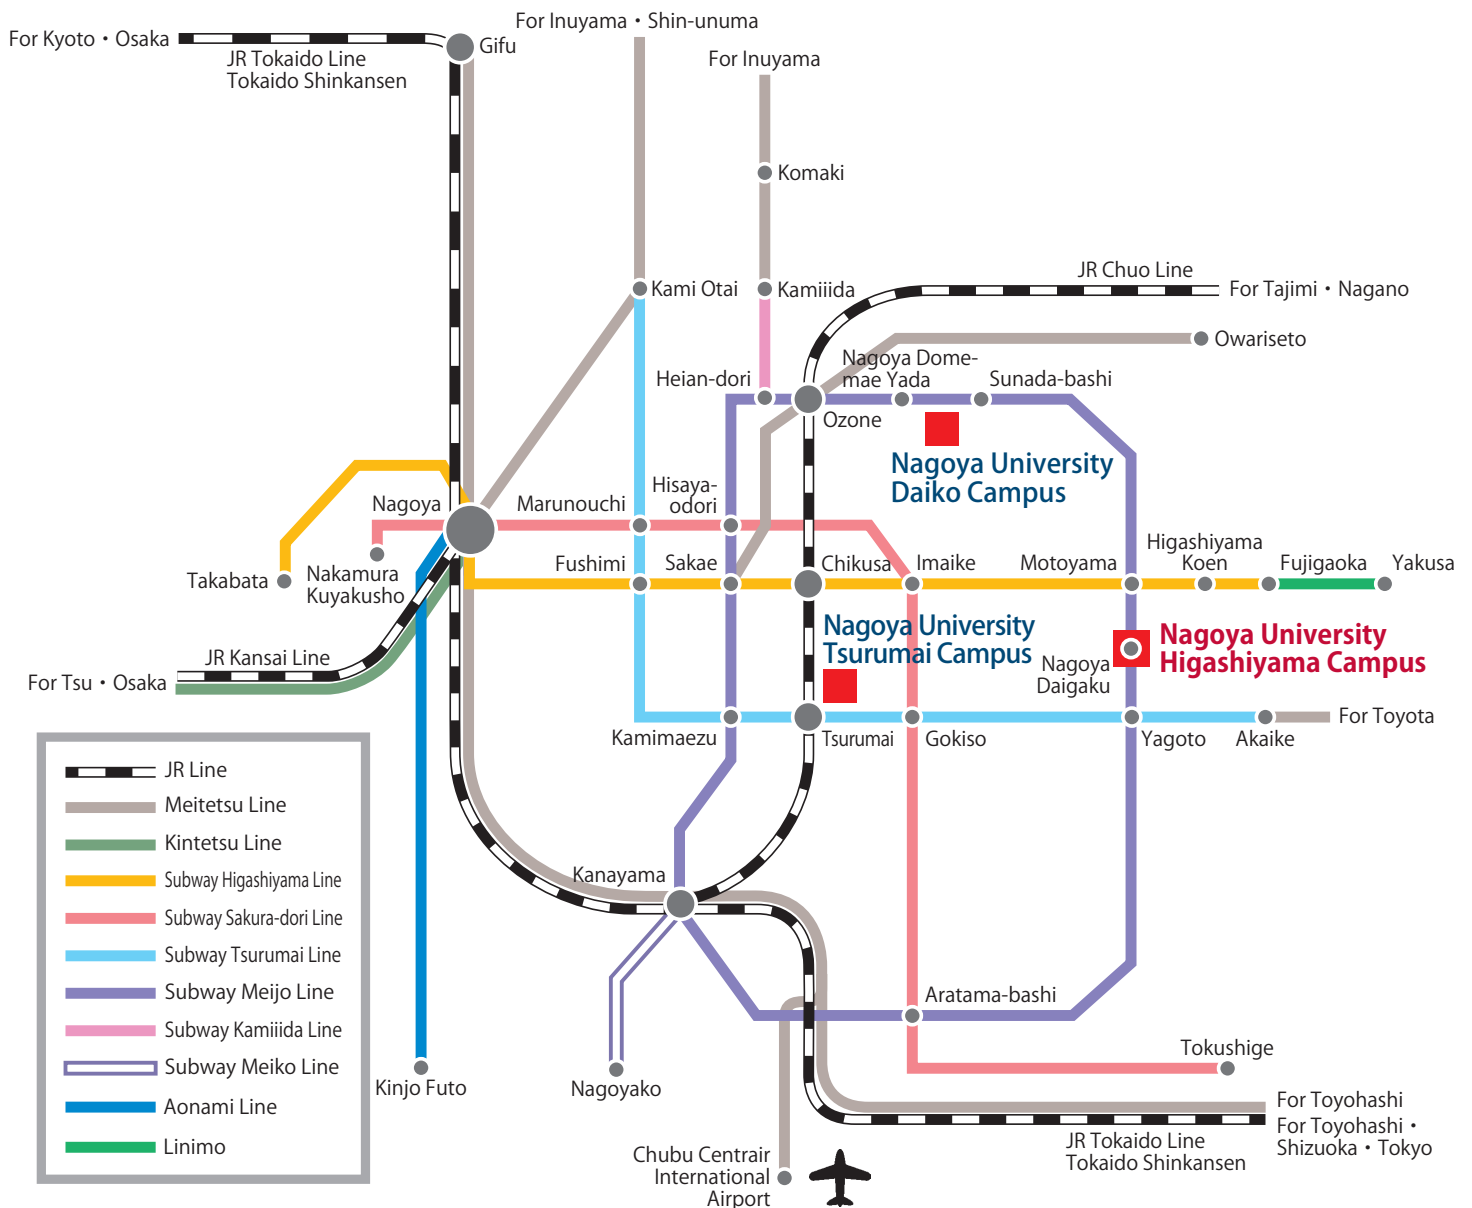 For Inuyama・Shin-unuma
For Kyoto・Osaka
Gifu
JR Tokaido Line
Tokaido Shinkansen
For Inuyama
Komaki
Kami Otai
Kamiiida
JR Chuo Line
For Tajimi・Nagano
Owariseto
Nagoya Dome-
mae Yada
Heian-dori
Sunada-bashi
Ozone
Nagoya University
Daiko Campus
Nagoya
Marunouchi
Hisaya-
odori
Takabata
Nakamura
Kuyakusho
Fushimi
Sakae
Chikusa
Imaike
Motoyama
Higashiyama
Koen
Fujigaoka
Yakusa
Nagoya University
Tsurumai Campus
Nagoya
Daigaku
Nagoya University
Higashiyama Campus
JR Kansai Line
For Tsu・Osaka
Kamimaezu
Tsurumai
Gokiso
Yagoto
Akaike
For Toyota
JR Line
Meitetsu Line
Kintetsu Line
Subway Higashiyama Line
Subway Sakura-dori Line
Subway Tsurumai Line
Subway Meijo Line
Subway Kamiiida Line
Subway Meiko Line
Aonami Line
Linimo
Kanayama
Aratama-bashi
Tokushige
Kinjo Futo
Nagoyako
For Toyohashi
For Toyohashi・
Shizuoka・Tokyo
JR Tokaido Line
Tokaido Shinkansen
Chubu Centrair
International
Airport